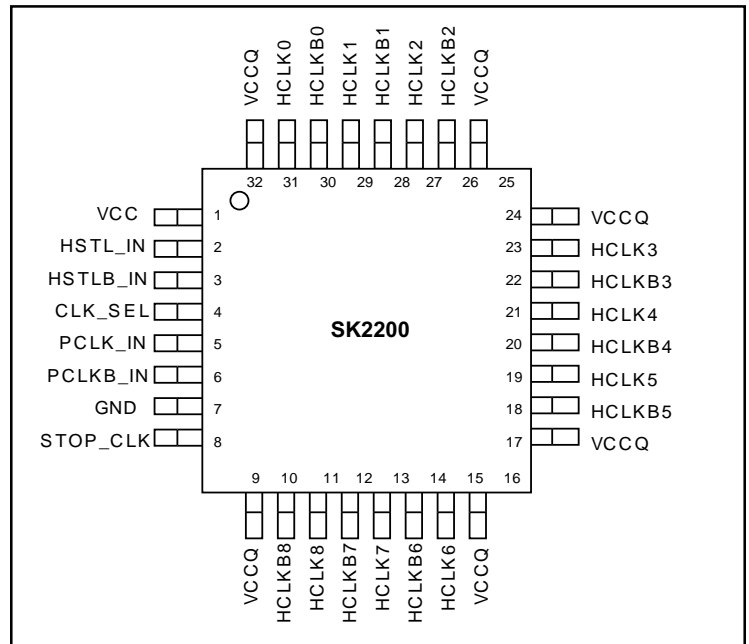 VCCQ
HCLK0
HCLKB0
HCLK1
HCLKB1
HCLK2
HCLKB2
VCCQ
32 31 30 29 28 27 26 25
VCC 1
HSTL_IN 2
HSTLB_IN 3
CLK_SEL 4
PCLK_IN 5
PCLKB_IN 6
GND 7
STOP_CLK 8
SK2200
24 VCCQ
23 HCLK3
22 HCLKB3
21 HCLK4
20 HCLKB4
19 HCLK5
18 HCLKB5
17 VCCQ
9 10 11 12 13 14 15 16
VCCQ
HCLKB8
HCLK8
HCLKB7
HCLK7
HCLKB6
HCLK6
VCCQ